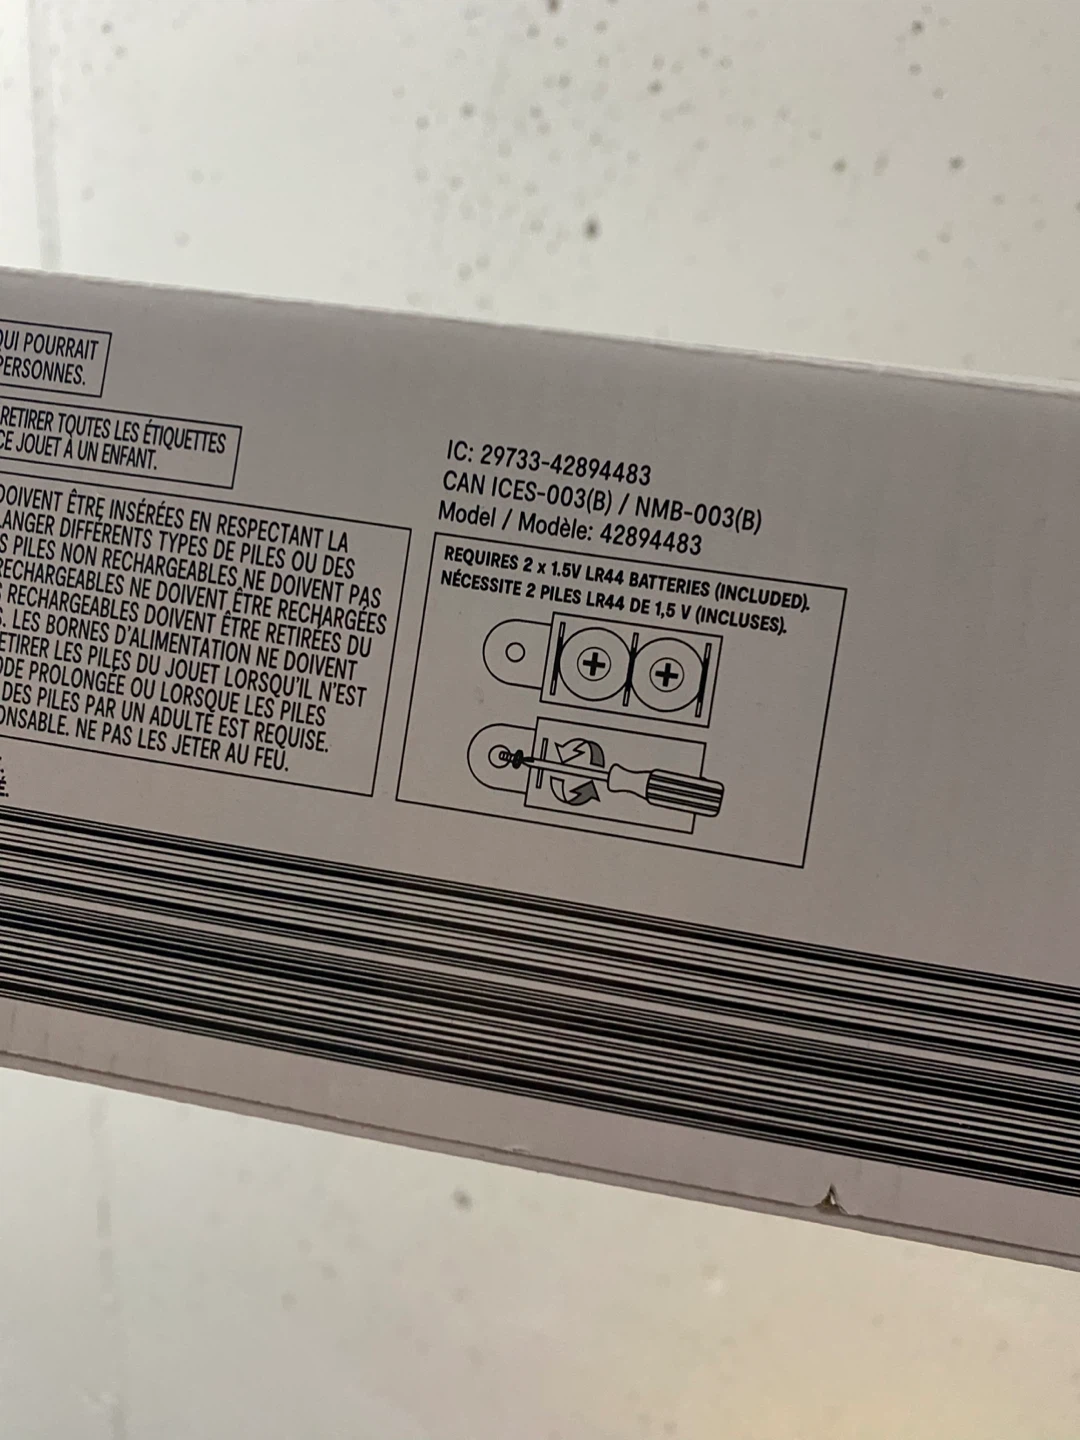 QUI POURRAIT
PERSONNES.
RETIRER TOUTES LES ÉTIQUETTES
CE JOUET À UN ENFANT.
DOIVENT ÊTRE INSÉRÉES EN RESPECTANT LA
DIFFÉRENTS TYPES DE PILES OU DES
PILES NON RECHARGEABLES NE DOIVENT PAS
RECHARGEABLES NE DOIVENT ÊTRE RECHARGÉES
RECHARGEABLES DOIVENT ÊTRE RETIRÉES DU
. LES BORNES D'ALIMENTATION NE DOIVENT
RETIRER LES PILES DU JOUET LORSQU'IL N'EST
PROLONGÉE OU LORSQUE LES PILES
DES PILES PAR UN ADULTE EST REQUISE.
NE PAS LES JETER AU FEU.
IC: 29733-42894483
CAN ICES-003(B) / NMB-003(B)
Model / Modèle: 42894483
REQUIRES 2 x 1.5V LR44 BATTERIES (INCLUDED).
NÉCESSITE 2 PILES LR44 DE 1,5 V (INCLUSES).
+ +